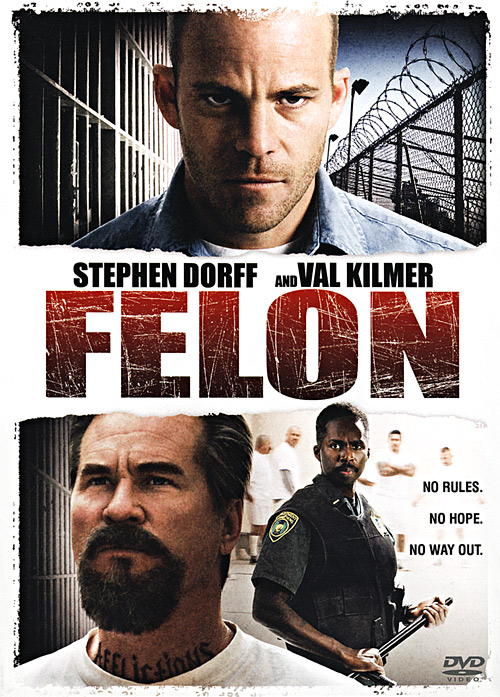 STEPHEN DORFF AND VAL KILMER
FELON
NO RULES.
NO HOPE.
NO WAY OUT.
DVD
VIDEO